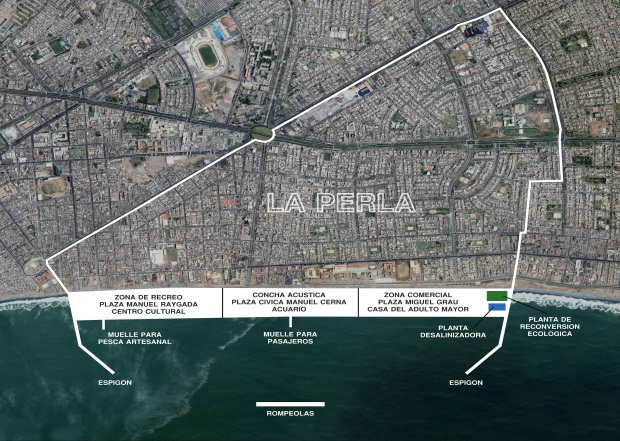 LA PERLA
ZONA DE RECREO
PLAZA MANUEL RAYGADA
CENTRO CULTURAL
CONCHA ACUSTICA
PLAZA CIVICA MANUEL CERNA
ACUARIO
ZONA COMERCIAL
PLAZA MIGUEL GRAU
CASA DEL ADULTO MAYOR
MUELLE PARA
PESCA ARTESANAL
MUELLE PARA
PASAJEROS
PLANTA
DESALINIZADORA
PLANTA DE
RECONVERSION
ECOLOGICA
ESPIGON
ESPIGON
ROMPEOLAS